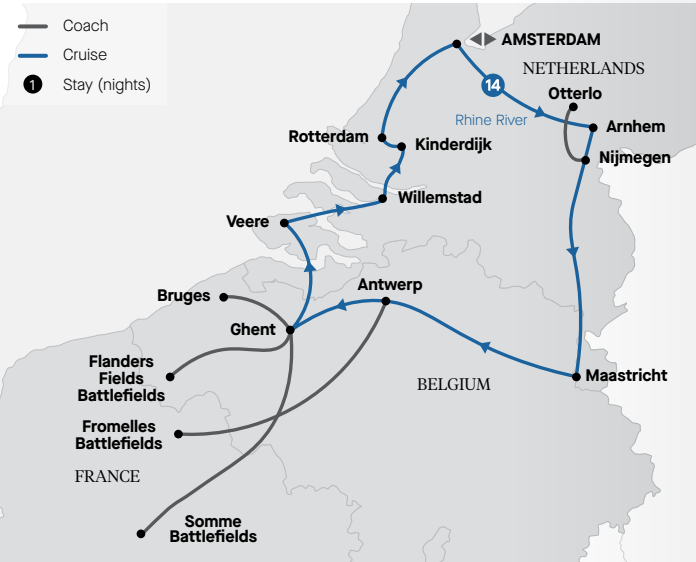 Coach
Cruise
1 Stay (nights)
AMSTERDAM
NETHERLANDS
14
Otterlo
Rhine River
Arnhem
Rotterdam
Kinderdijk
Nijmegen
Willemstad
Veere
Antwerp
Bruges
Ghent
Flanders
Fields
Battlefields
Maastricht
BELGIUM
Fromelles
Battlefields
FRANCE
Somme
Battlefields